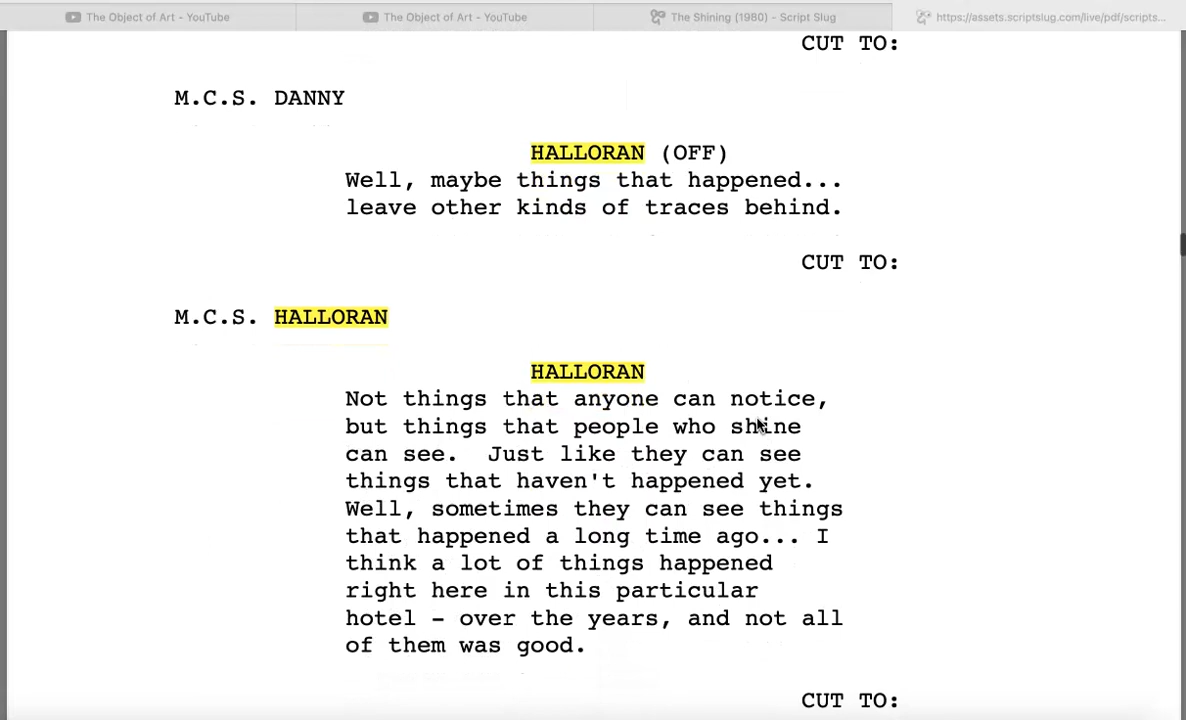 The Object of Art - YouTube
The Object of Art - YouTube
The Shining (1980) - Script Slug
https://assets.scriptslug.com/live/pdf/scripts...
CUT TO:
M.C.S. DANNY
HALLORAN (OFF)
Well, maybe things that happened...
leave other kinds of traces behind.
CUT TO:
M.C.S. HALLORAN
HALLORAN
Not things that anyone can notice,
but things that people who shine
can see.  Just like they can see
things that haven't happened yet.
Well, sometimes they can see things
that happened a long time ago... I
think a lot of things happened
right here in this particular
hotel – over the years, and not all
of them was good.
CUT TO: